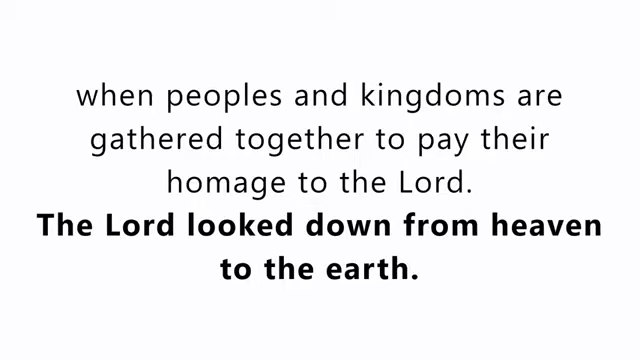 when peoples and kingdoms are
gathered together to pay their
homage to the Lord.
The Lord looked down from heaven
to the earth.